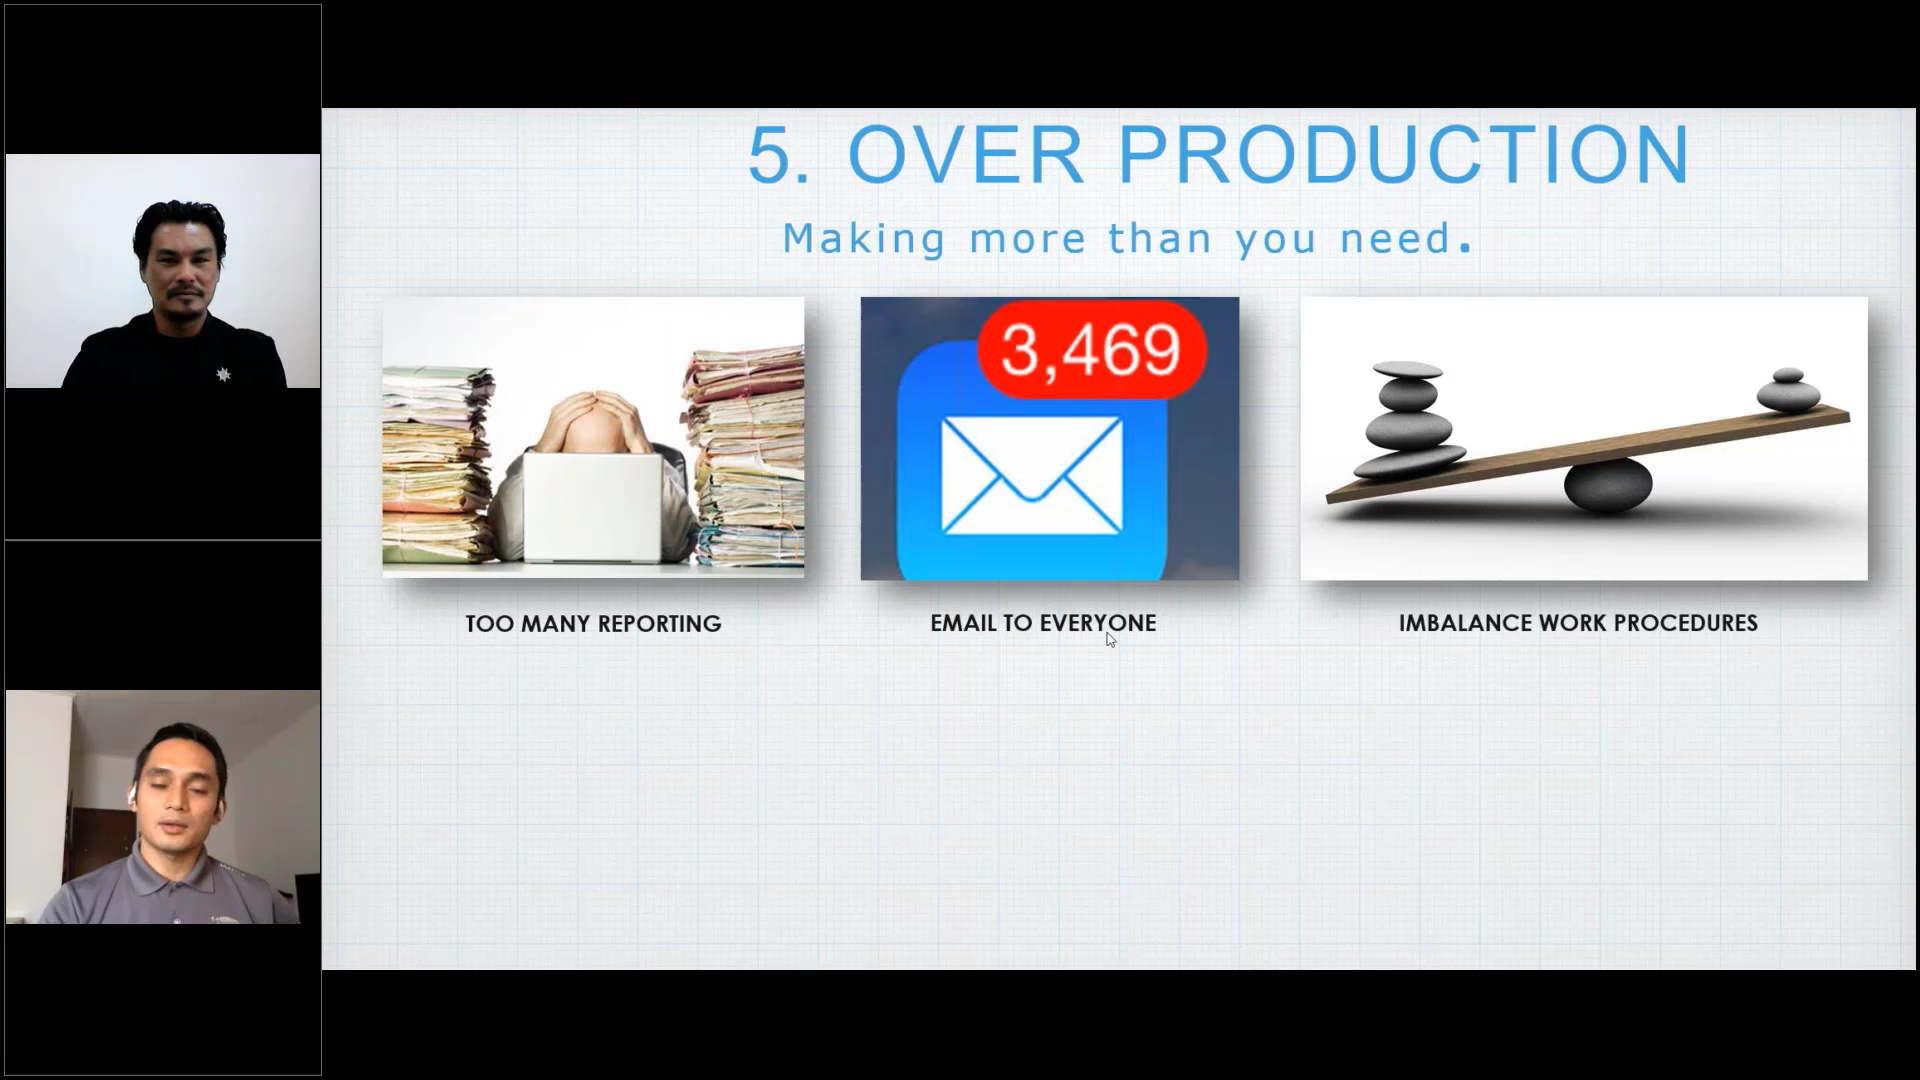 5. OVER PRODUCTION
Making more than you need.
3,469
TOO MANY REPORTING
EMAIL TO EVERYONE
IMBALANCE WORK PROCEDURES